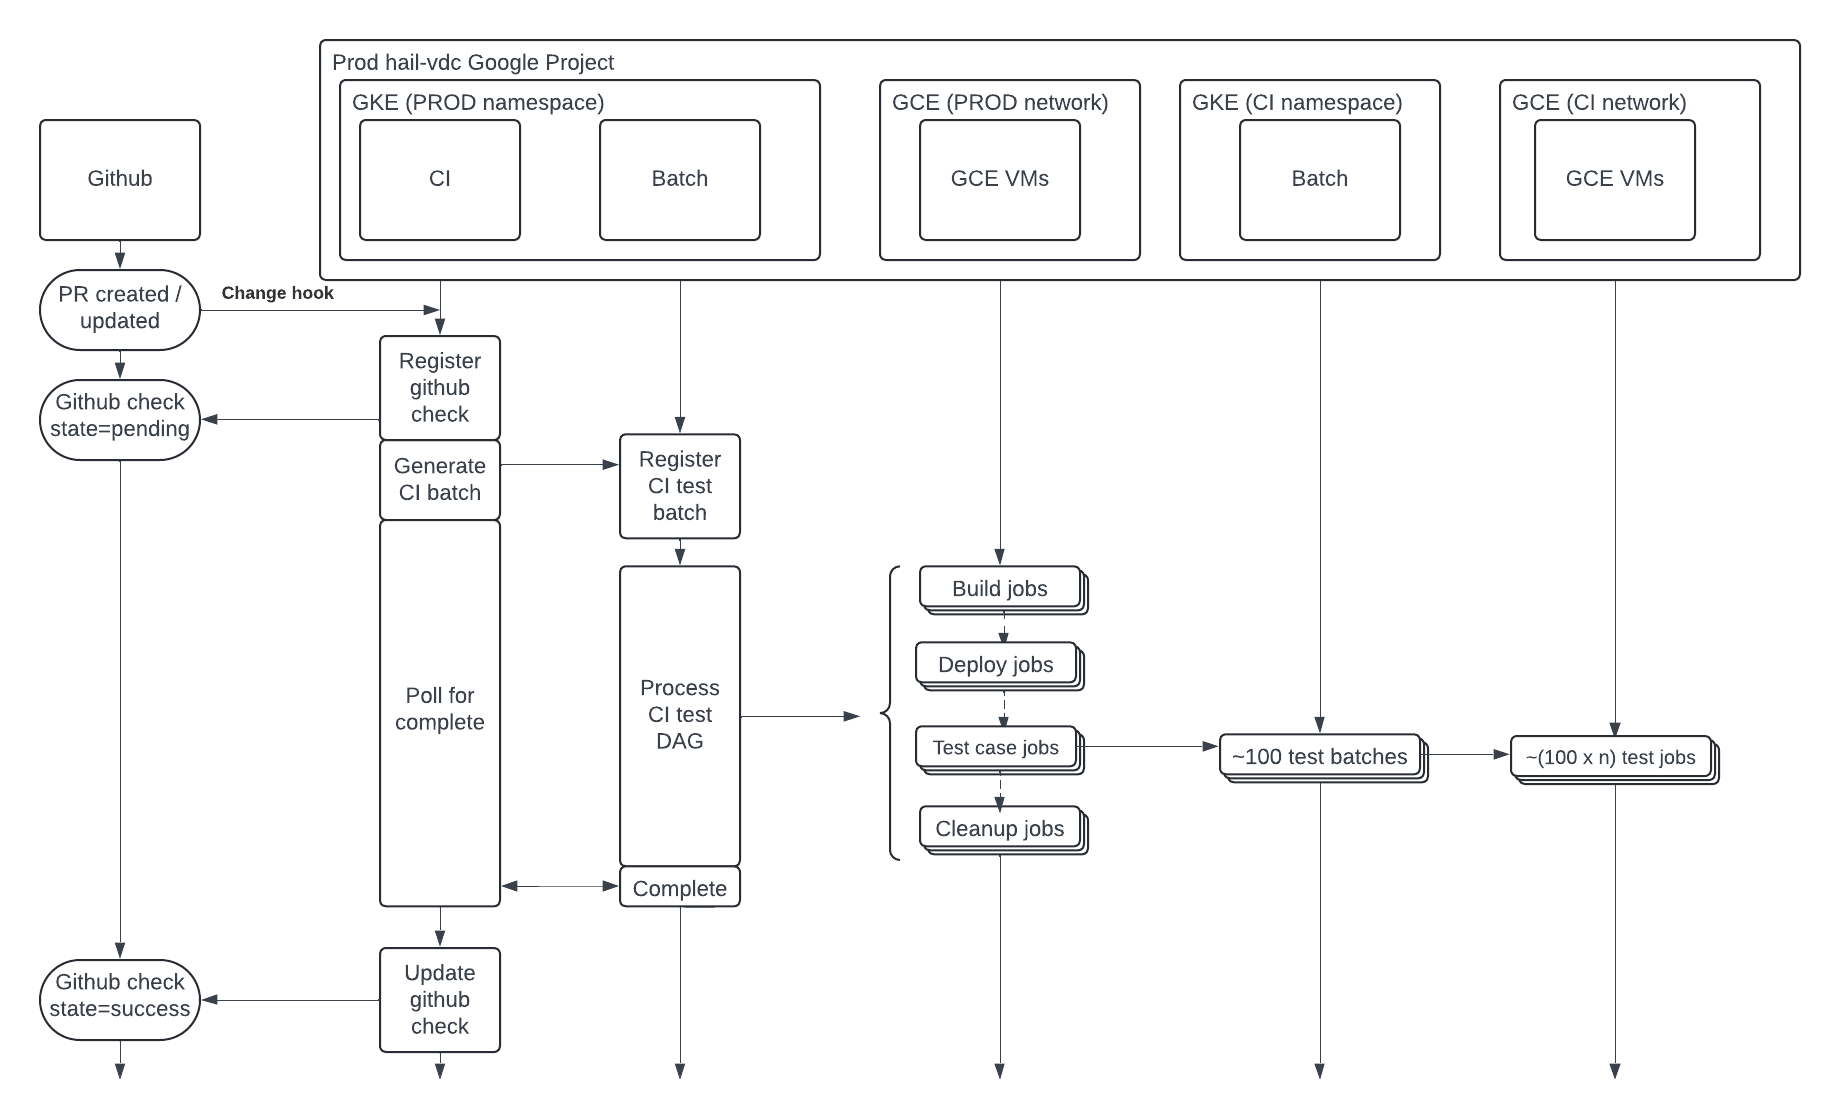 Prod hail-vdc Google Project
GKE (PROD namespace)
GCE (PROD network)
GKE (CI namespace)
GCE (CI network)
Github
CI
Batch
GCE VMs
Batch
GCE VMs
PR created /
updated
Change hook
Register
github
check
Github check
state=pending
Generate
CI batch
Register
CI test
batch
Poll for
complete
Process
CI test
DAG
Build jobs
Deploy jobs
Test case jobs
~100 test batches
~(100 x n) test jobs
Cleanup jobs
Complete
Update
github
check
Github check
state=success